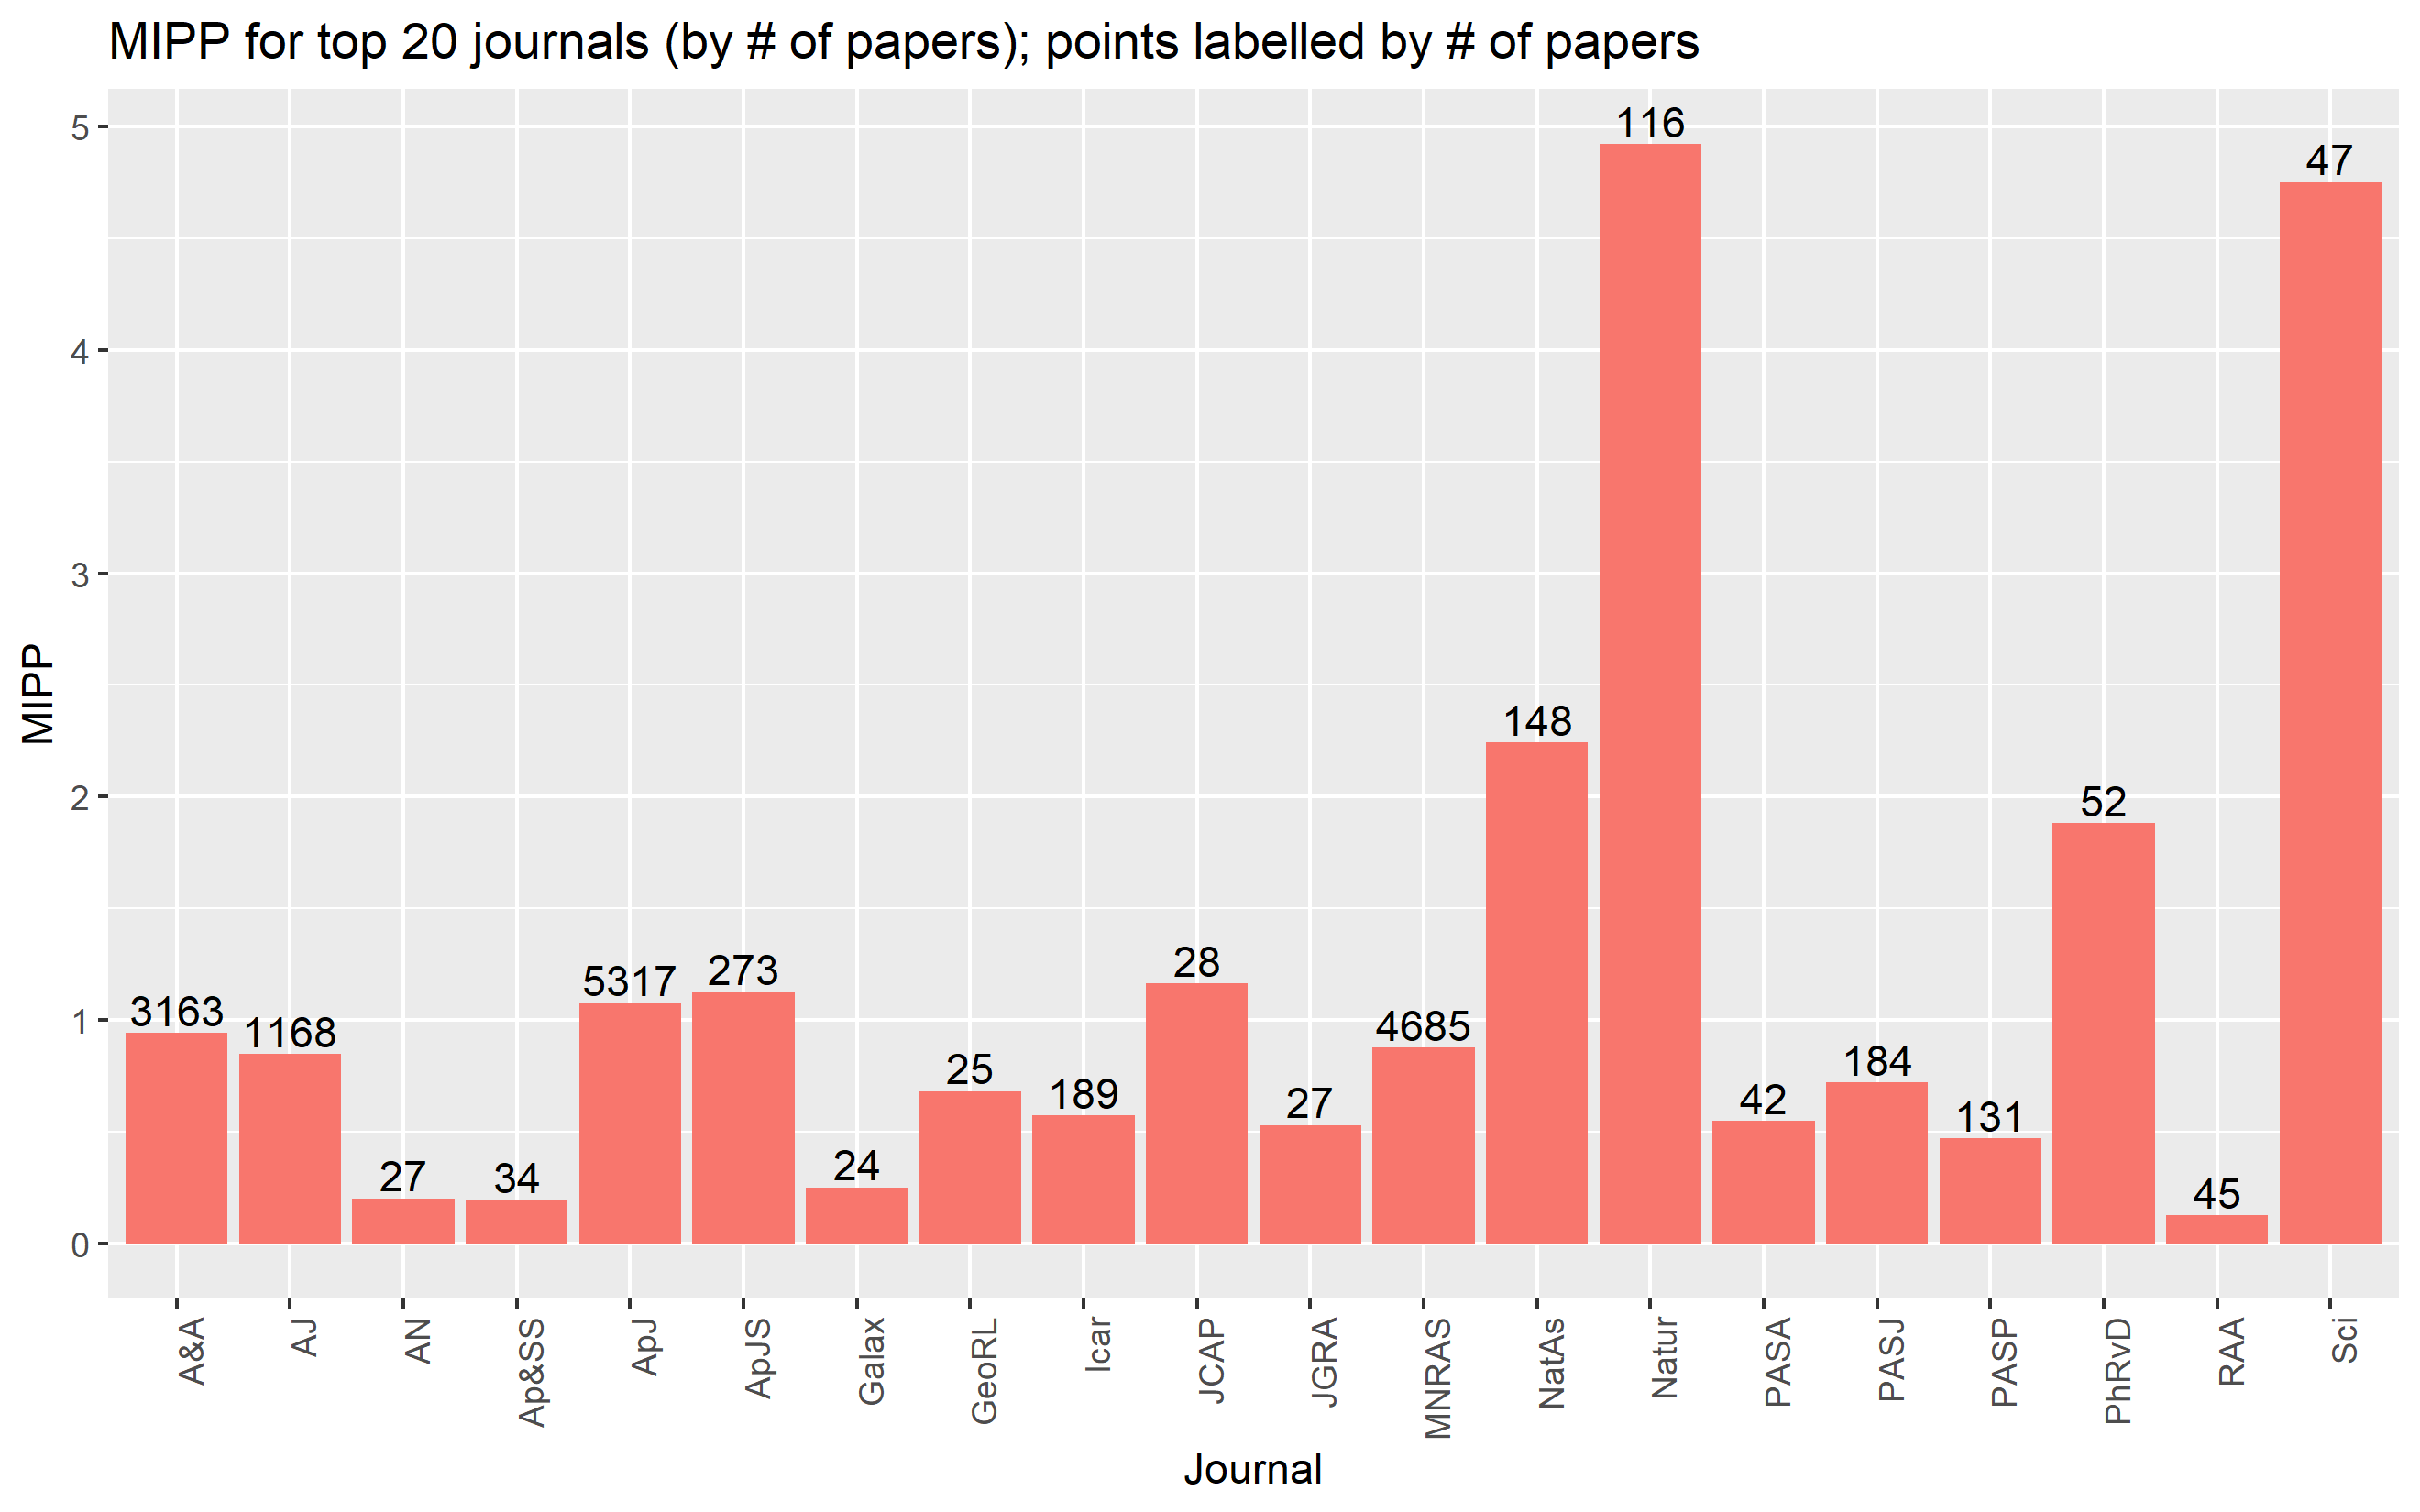 MIPP for top 20 journals (by # of papers); points labelled by # of papers
MIPP
5
4
3
2
1
0
3163
1168
27
34
5317
273
24
25
189
28
27
4685
148
116
42
184
131
52
45
47
A&A
AJ
AN
Ap&SS
ApJ
ApJS
Galax
GeoRL
Icar
JCAP
JGRA
MNRAS
NatAs
Natur
PASA
PASJ
PASP
PhRvD
RAA
Sci
Journal